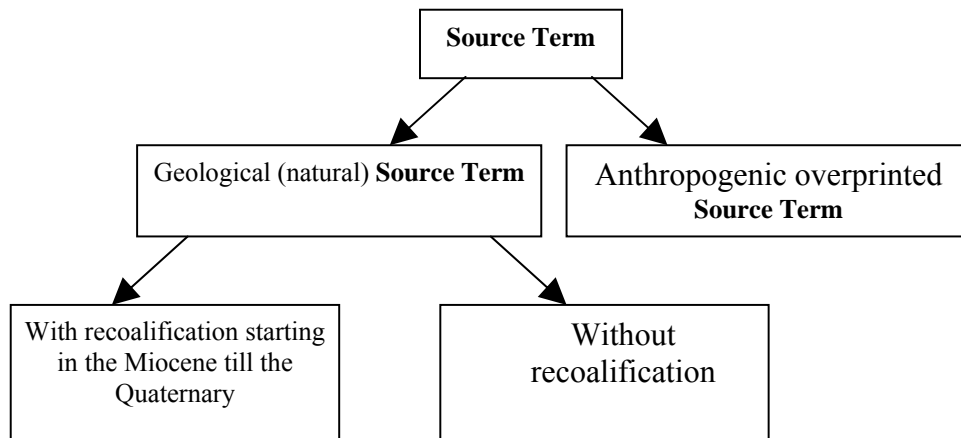 Source Term
Geological (natural) Source Term
Anthropogenic overprinted
Source Term
With recoalification starting
in the Miocene till the
Quaternary
Without
recoalification